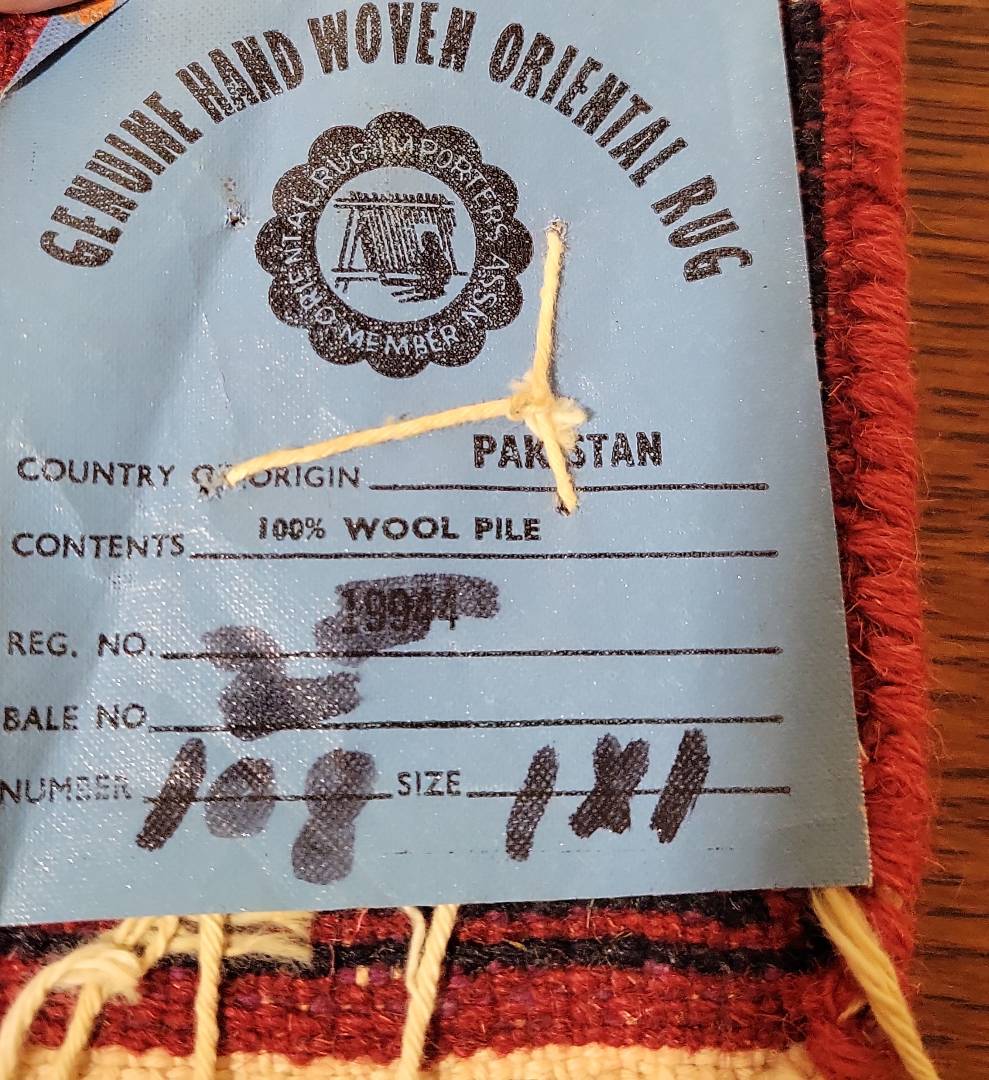 GENUINE HAND WOVEN ORIENTAL RUG
ORIENTAL RUG IMPORTERS ASS'N
MEMBER
COUNTRY OF ORIGIN PAKISTAN
CONTENTS 100% WOOL PILE
REG. NO.
BALE NO.
NUMBER 108 SIZE 1X1